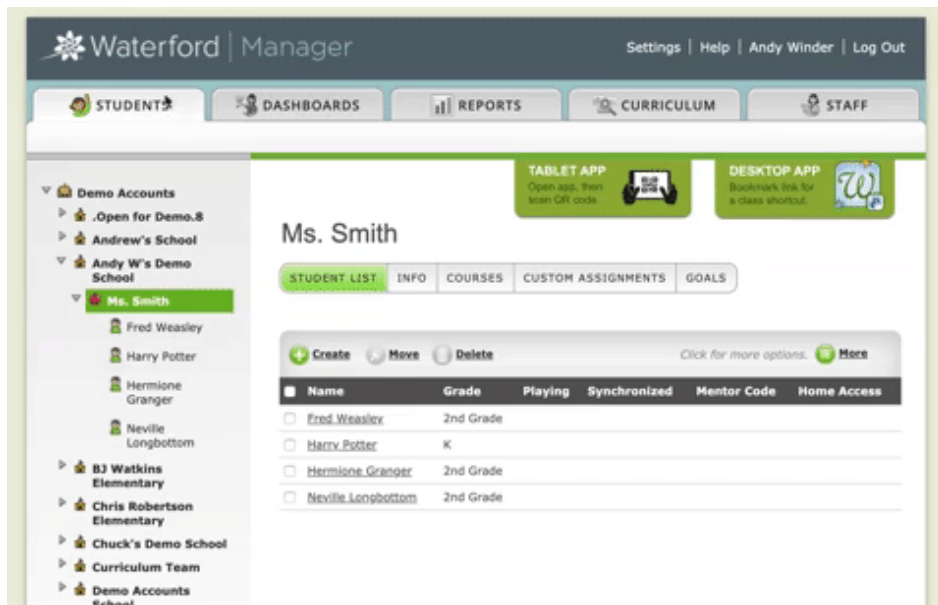 Waterford | Manager
Settings | Help | Andy Winder | Log Out
STUDENTS
DASHBOARDS
REPORTS
CURRICULUM
STAFF
Demo Accounts
.Open for Demo.8
Andrew's School
Andy W's Demo
School
Ms. Smith
Fred Weasley
Harry Potter
Hermione
Granger
Neville
Longbottom
BJ Watkins
Elementary
Chris Robertson
Elementary
Chuck's Demo School
Curriculum Team
Demo Accounts
School
TABLET APP
Open app, then
scan QR code.
DESKTOP APP
Bookmark link for
a class shortcut.
W
Ms. Smith
STUDENT LIST
INFO
COURSES
CUSTOM ASSIGNMENTS
GOALS
Create
Move
Delete
Click for more options.
More
Name Grade Playing Synchronized Mentor Code Home Access
Fred Weasley 2nd Grade
Harry Potter K
Hermione Granger 2nd Grade
Neville Longbottom 2nd Grade